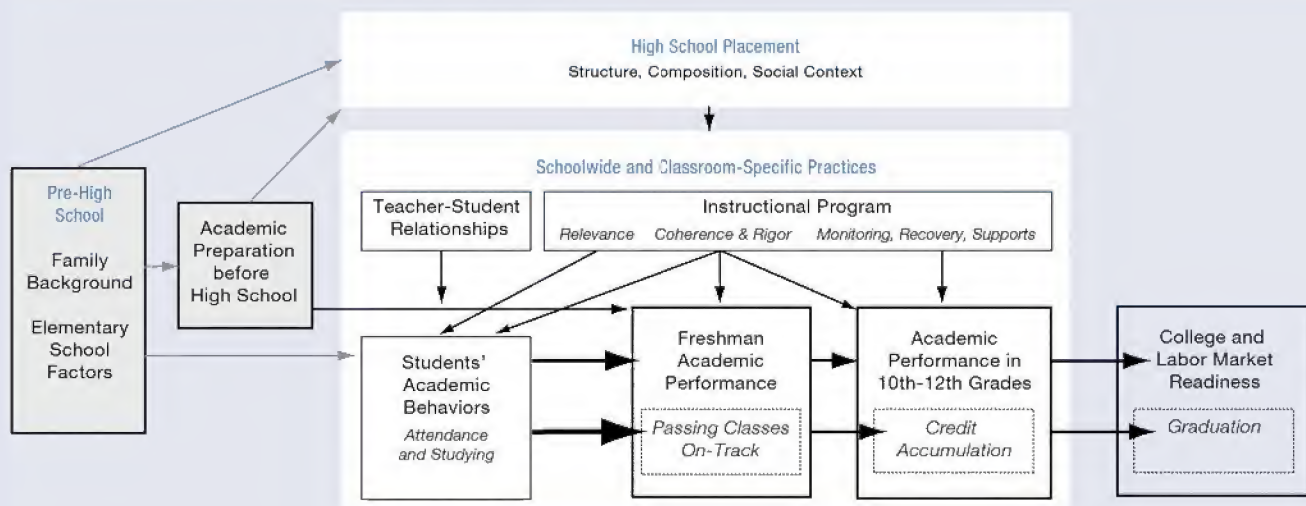 High School Placement
Structure, Composition, Social Context
Schoolwide and Classroom-Specific Practices
Pre-High
School
Family
Background
Elementary
School
Factors
Academic
Preparation
before
High School
Teacher-Student
Relationships
Instructional Program
Relevance Coherence & Rigor Monitoring, Recovery, Supports
Students'
Academic
Behaviors
Attendance
and Studying
Freshman
Academic
Performance
Passing Classes
On-Track
Academic
Performance in
10th-12th Grades
Credit
Accumulation
College and
Labor Market
Readiness
Graduation